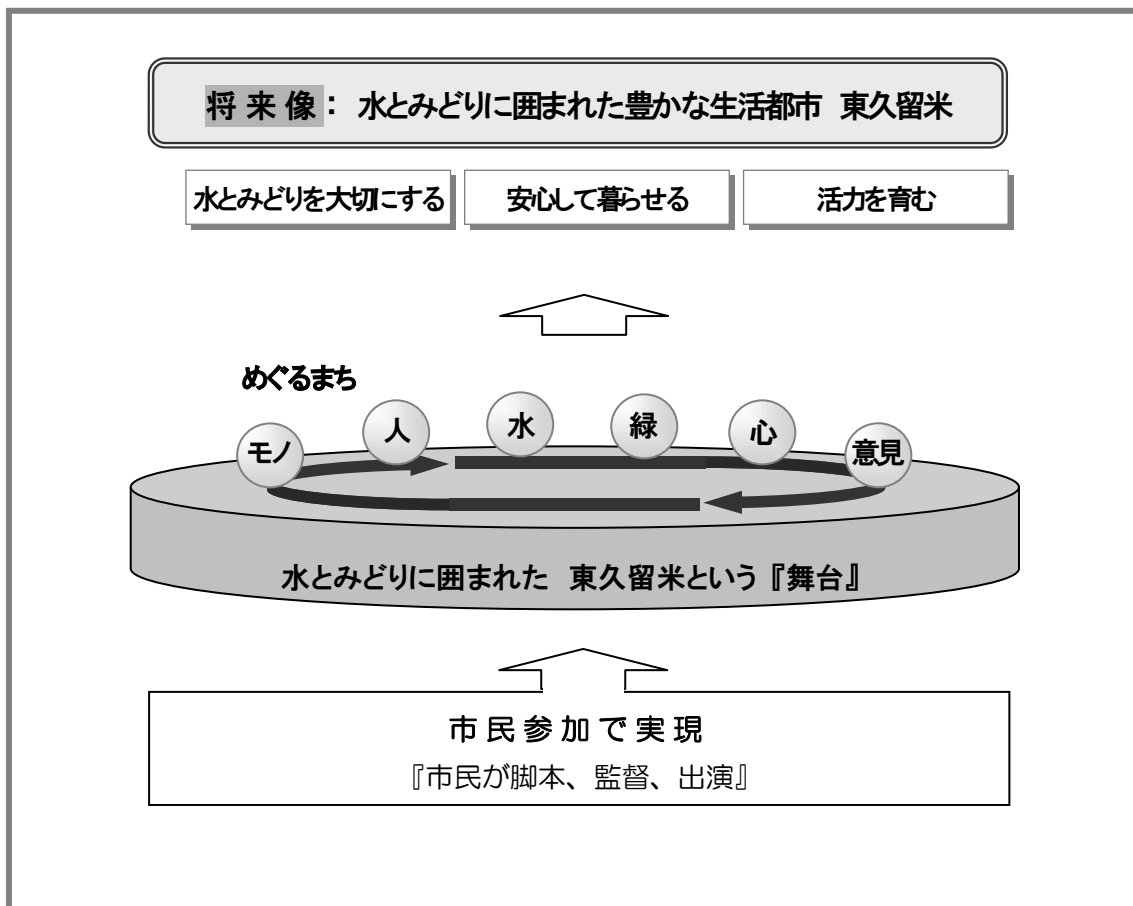 将来像： 水とみどりに囲まれた豊かな生活都市 東久留米
水とみどりを大切にする
安心して暮らせる
活力を育む
めぐるまち
モノ
人
水
緑
心
意見
水とみどりに囲まれた 東久留米という『舞台』
市民参加で実現
『市民が脚本、監督、出演』